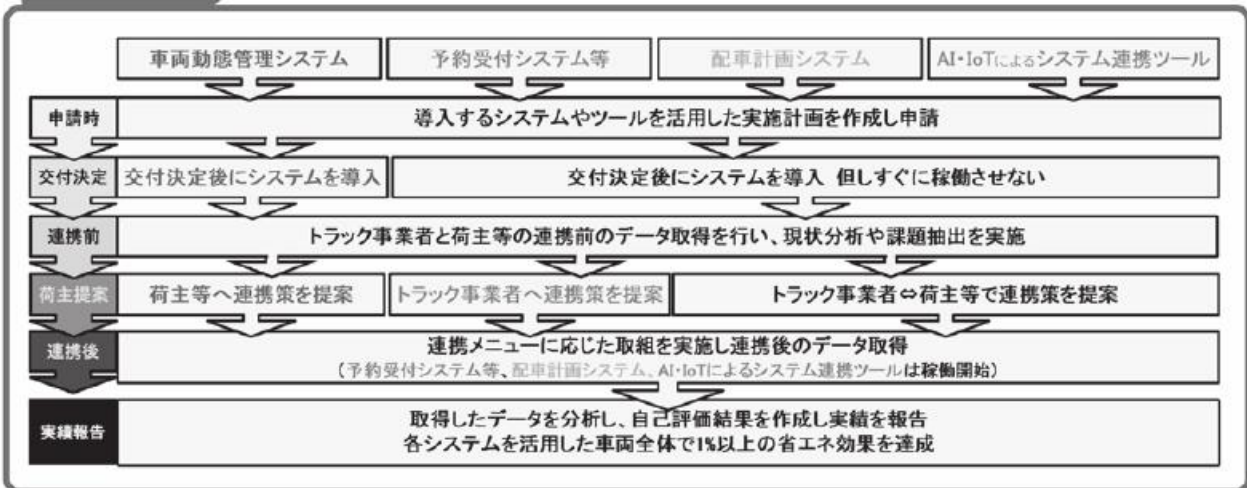 車両動態管理システム
予約受付システム等
配車計画システム
AI・IoTによるシステム連携ツール
申請時
導入するシステムやツールを活用した実施計画を作成し申請
交付決定
交付決定後にシステムを導入
交付決定後にシステムを導入 但しすぐに稼働させない
連携前
トラック事業者と荷主等の連携前のデータ取得を行い、現状分析や課題抽出を実施
荷主提案
荷主等へ連携策を提案
トラック事業者へ連携策を提案
トラック事業者⇔荷主等で連携策を提案
連携後
連携メニューに応じた取組を実施し連携後のデータ取得
(予約受付システム等、配車計画システム、AI・IoTによるシステム連携ツールは稼働開始)
実績報告
取得したデータを分析し、自己評価結果を作成し実績を報告
各システムを活用した車両全体で1%以上の省エネ効果を達成